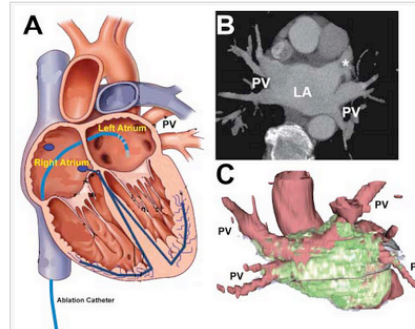 A
Left Atrium
PV
Right Atrium
Ablation Catheter
B
PV
LA
*
PV
C
PV
PV
PV
P